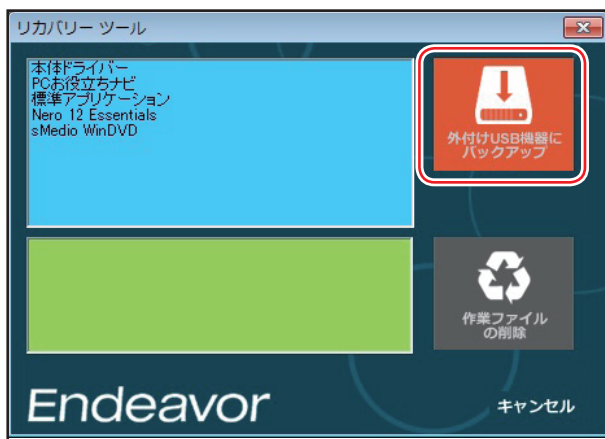 リカバリー ツール
本体ドライバー
PCお役立ちナビ
標準アプリケーション
Nero 12 Essentials
sMedio WinDVD
外付けUSB機器に
バックアップ
作業ファイル
の削除
Endeavor
キャンセル